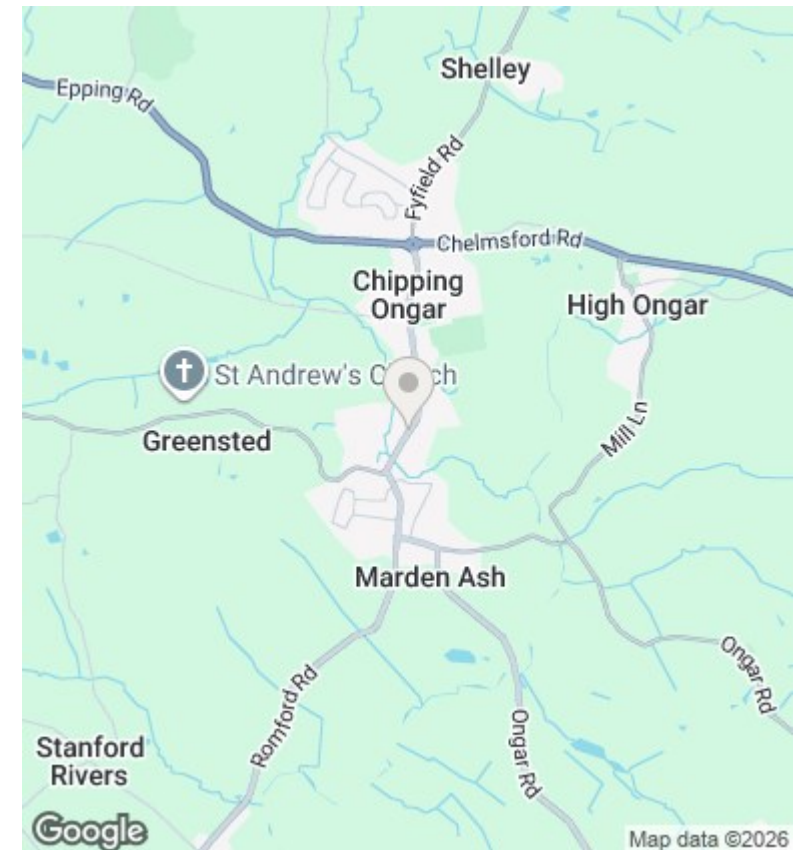 Shelley
Epping Rd
Fyfield Rd
Chelmsford Rd
Chipping
Ongar
High Ongar
St Andrew's C ch
Greensted
Mill Ln
Marden Ash
Romford Rd
Ongar Rd
Ongar Rd
Stanford
Rivers
Google
Map data ©2026